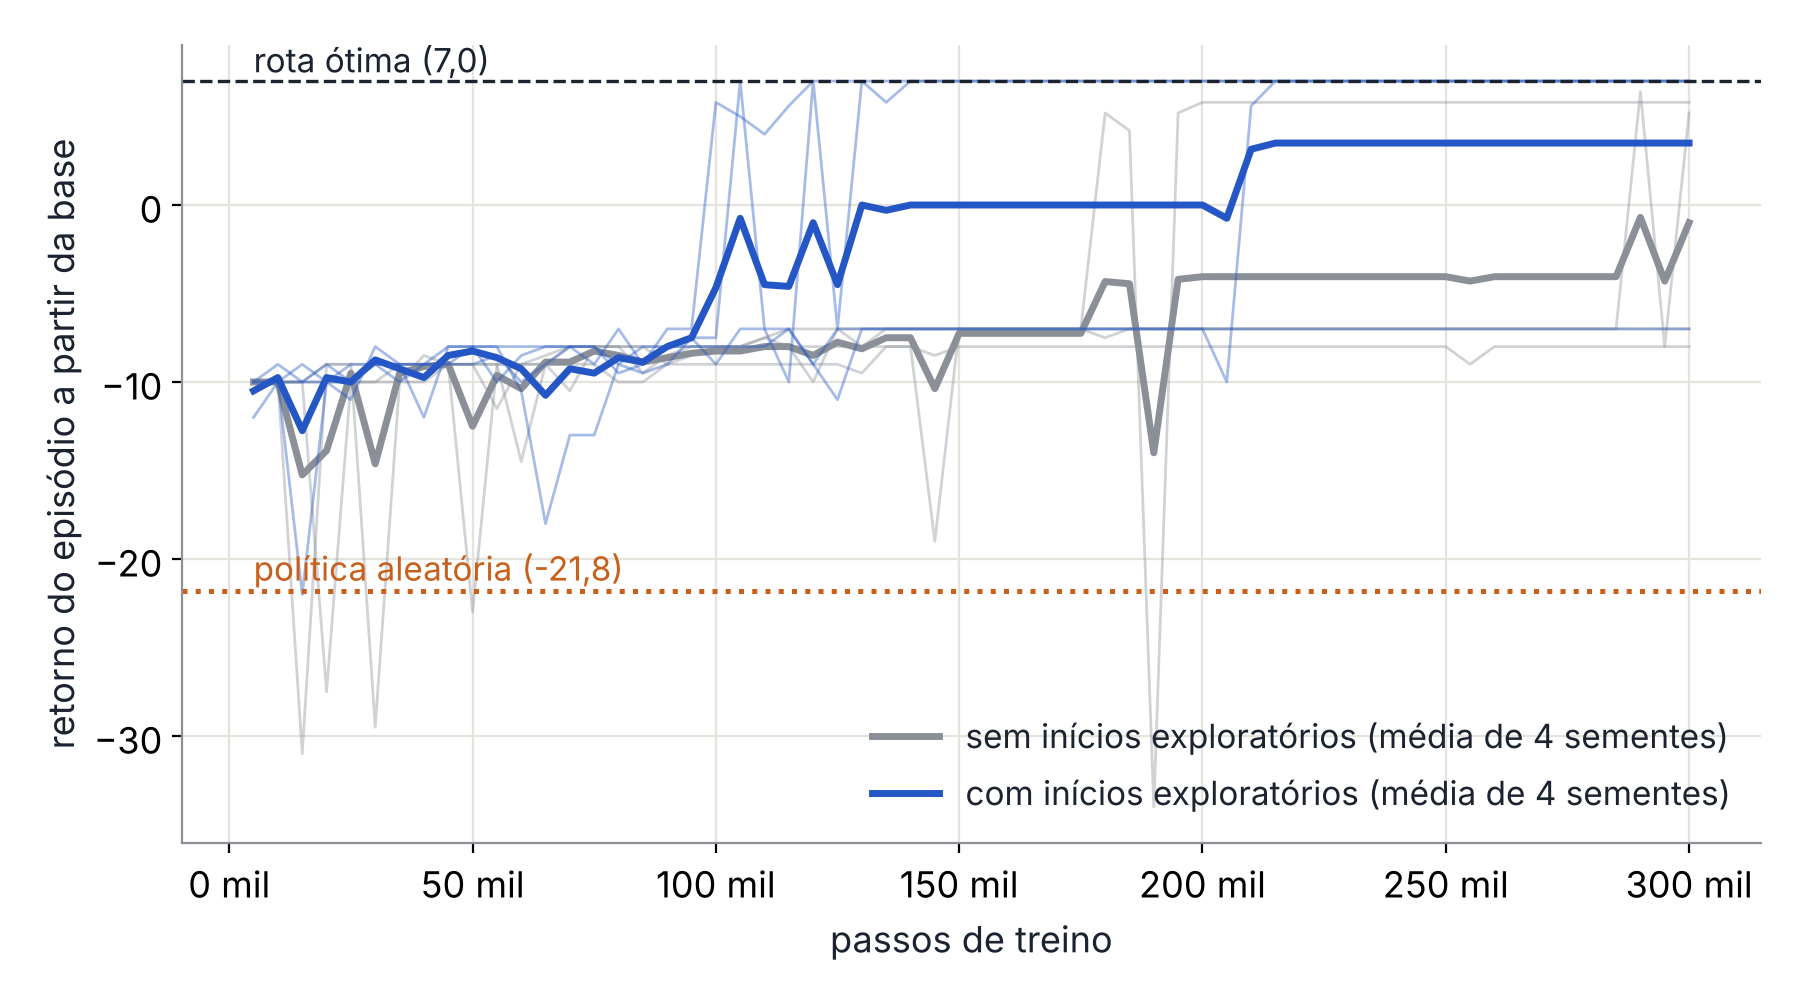 rota ótima (7,0)
retorno do episódio a partir da base
0
−10
−20
−30
política aleatória (-21,8)
sem inícios exploratórios (média de 4 sementes)
com inícios exploratórios (média de 4 sementes)
0 mil
50 mil
100 mil
150 mil
200 mil
250 mil
300 mil
passos de treino